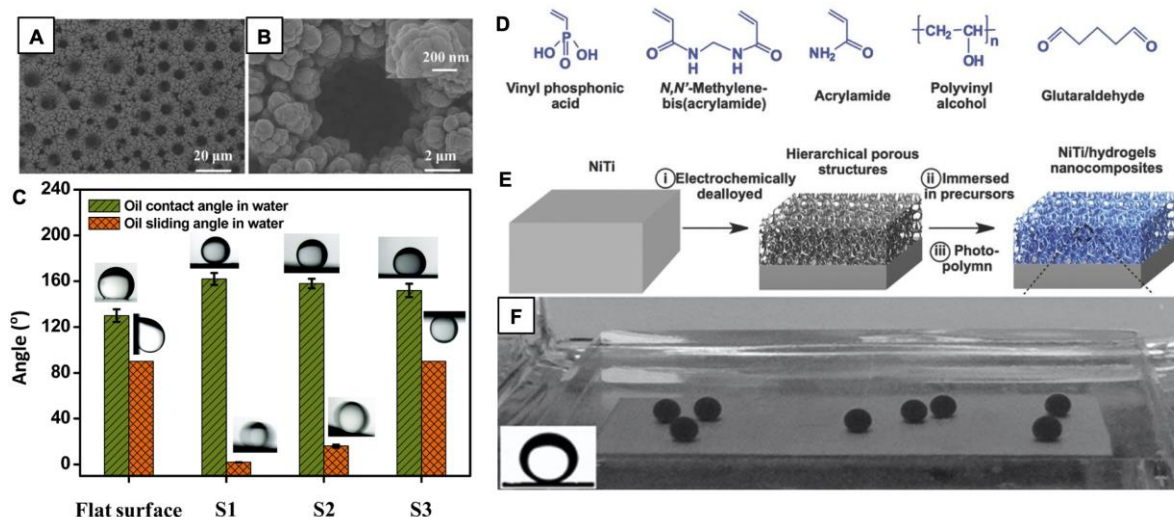 A
20 µm
B
200 nm
2 µm
C
Oil contact angle in water
Oil sliding angle in water
Angle (°)
240
200
160
120
80
40
0
Flat surface
S1
S2
S3
D
P
HO
OH
O
Vinyl phosphonic
acid
O
N
H
N
H
O
N,N'-Methylene-
bis(acrylamide)
NH₂
O
Acrylamide
[CH₂ CH]n
OH
Polyvinyl
alcohol
O
O
Glutaraldehyde
E
NiTi
i Electrochemically
dealloyed
Hierarchical porous
structures
ii Immersed
in precursors
iii Photo-
polymn
NiTi/hydrogels
nanocomposites
F